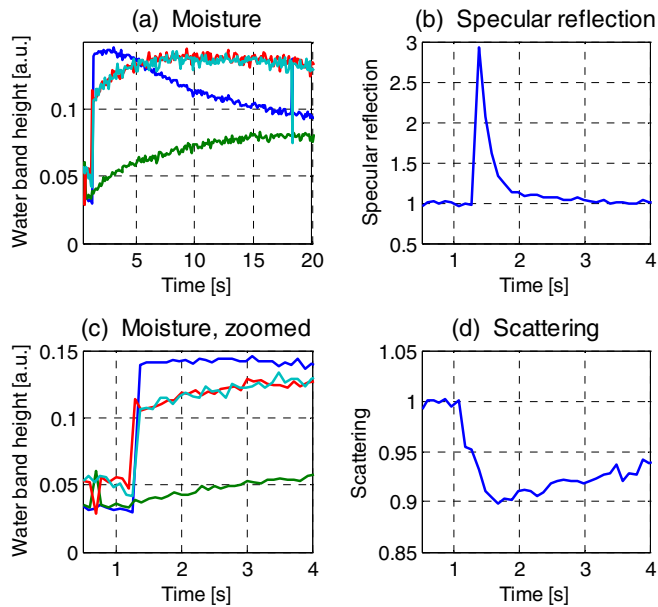 (a) Moisture
Water band height [a.u.]
0.1
0.05
0
5 10 15 20
Time [s]
(b) Specular reflection
Specular reflection
3
2.5
2
1.5
1
0.5
1 2 3 4
Time [s]
(c) Moisture, zoomed
Water band height [a.u.]
0.15
0.1
0.05
0
1 2 3 4
Time [s]
(d) Scattering
Scattering
1.05
1
0.95
0.9
0.85
1 2 3 4
Time [s]